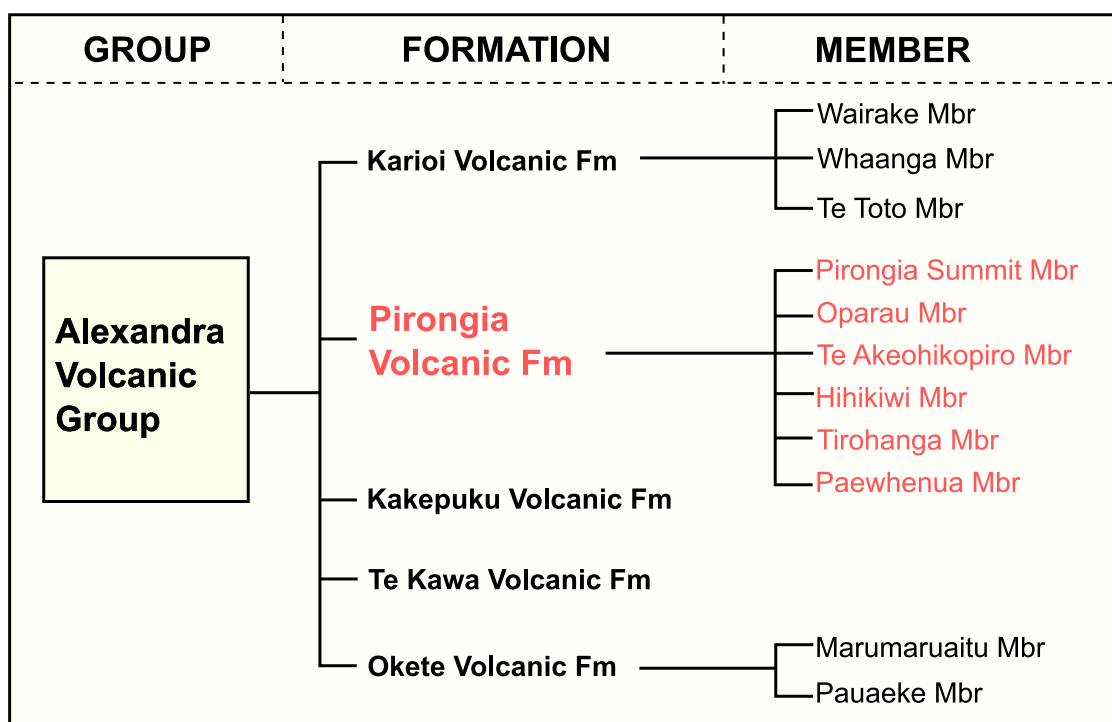 GROUP
FORMATION
MEMBER
Alexandra
Volcanic
Group
Karioi Volcanic Fm
Wairake Mbr
Whaanga Mbr
Te Toto Mbr
Pirongia
Volcanic Fm
Pirongia Summit Mbr
Oparau Mbr
Te Akeohikopiro Mbr
Hihikiwi Mbr
Tirohanga Mbr
Paewhenua Mbr
Kakepuku Volcanic Fm
Te Kawa Volcanic Fm
Okete Volcanic Fm
Marumaruaitu Mbr
Pauaeke Mbr